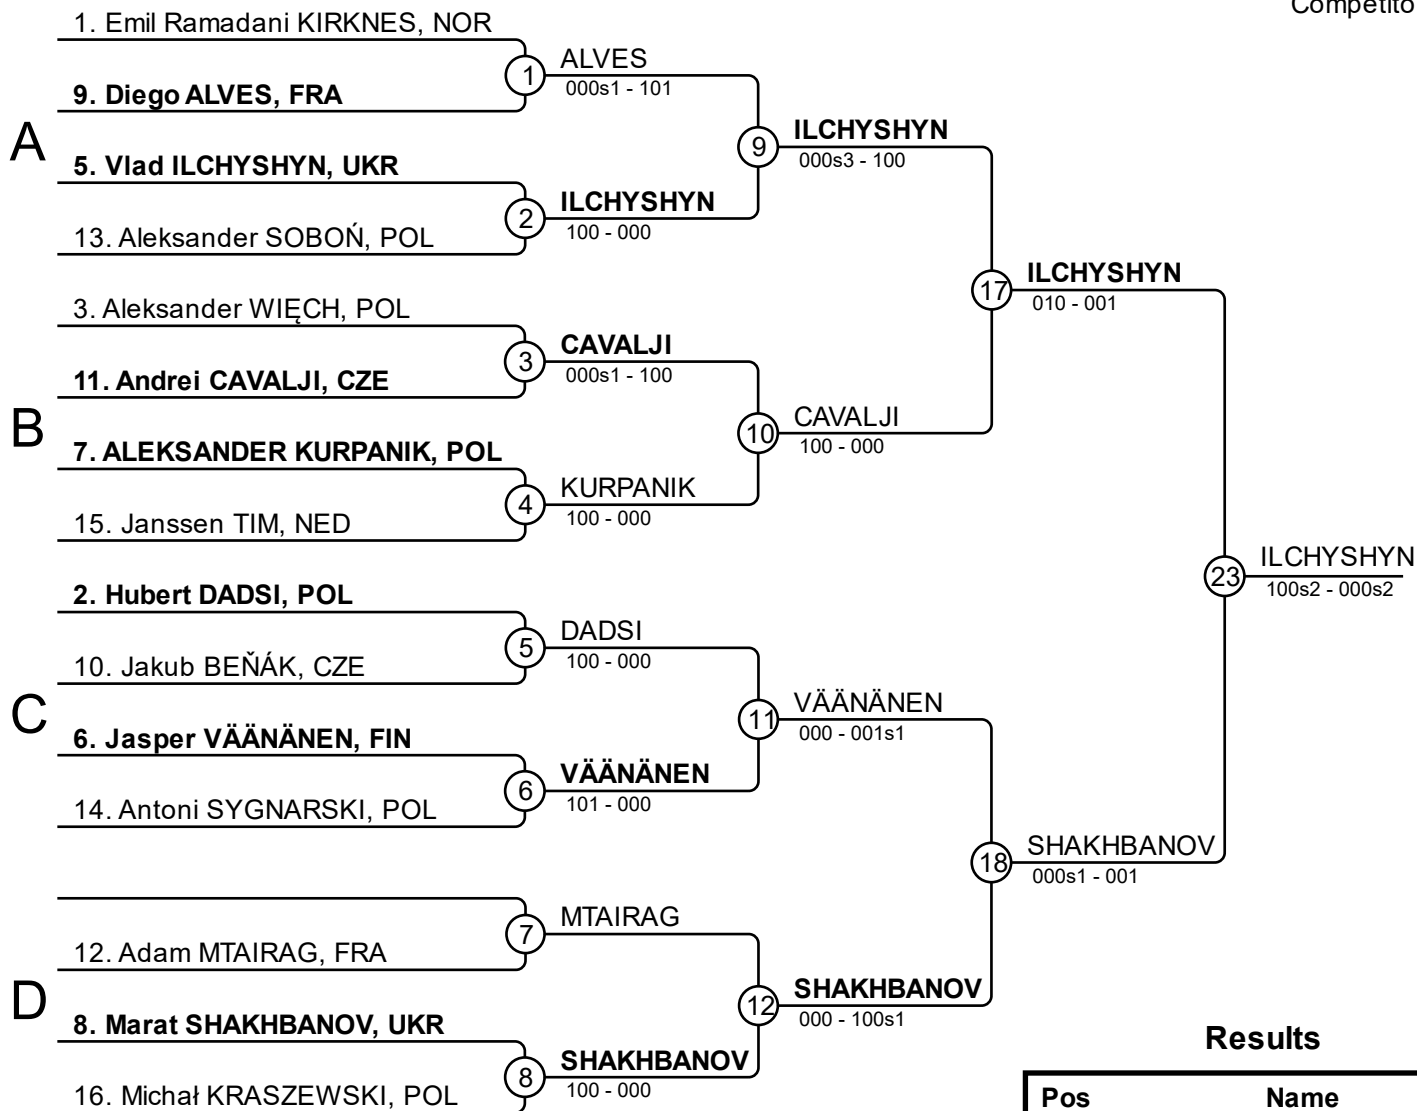 Competito
1. Emil Ramadani KIRKNES, NOR
1
ALVES
000s1 - 101
9. Diego ALVES, FRA
A
9
ILCHYSHYN
000s3 - 100
5. Vlad ILCHYSHYN, UKR
2
ILCHYSHYN
100 - 000
13. Aleksander SOBOŃ, POL
17
ILCHYSHYN
010 - 001
3. Aleksander WIĘCH, POL
3
CAVALJI
000s1 - 100
11. Andrei CAVALJI, CZE
B
10
CAVALJI
100 - 000
7. ALEKSANDER KURPANIK, POL
4
KURPANIK
100 - 000
15. Janssen TIM, NED
23
ILCHYSHYN
100s2 - 000s2
2. Hubert DADSI, POL
5
DADSI
100 - 000
10. Jakub BEŇÁK, CZE
C
11
VÄÄNÄNEN
000 - 001s1
6. Jasper VÄÄNÄNEN, FIN
6
VÄÄNÄNEN
101 - 000
14. Antoni SYGNARSKI, POL
18
SHAKHBANOV
000s1 - 001
7
MTAIRAG
12. Adam MTAIRAG, FRA
D
12
SHAKHBANOV
000 - 100s1
8. Marat SHAKHBANOV, UKR
8
SHAKHBANOV
100 - 000
16. Michał KRASZEWSKI, POL
Results
Pos Name